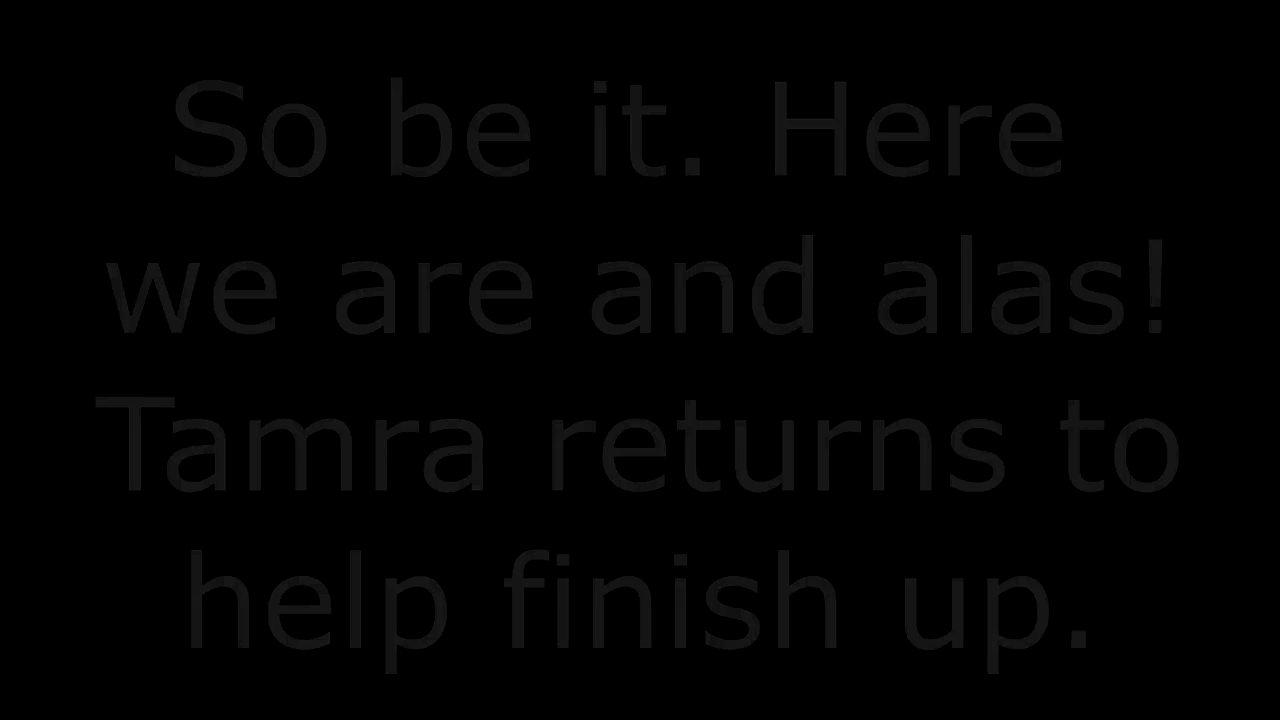 So be it. Here
we are and alas!
Tamra returns to
help finish up.